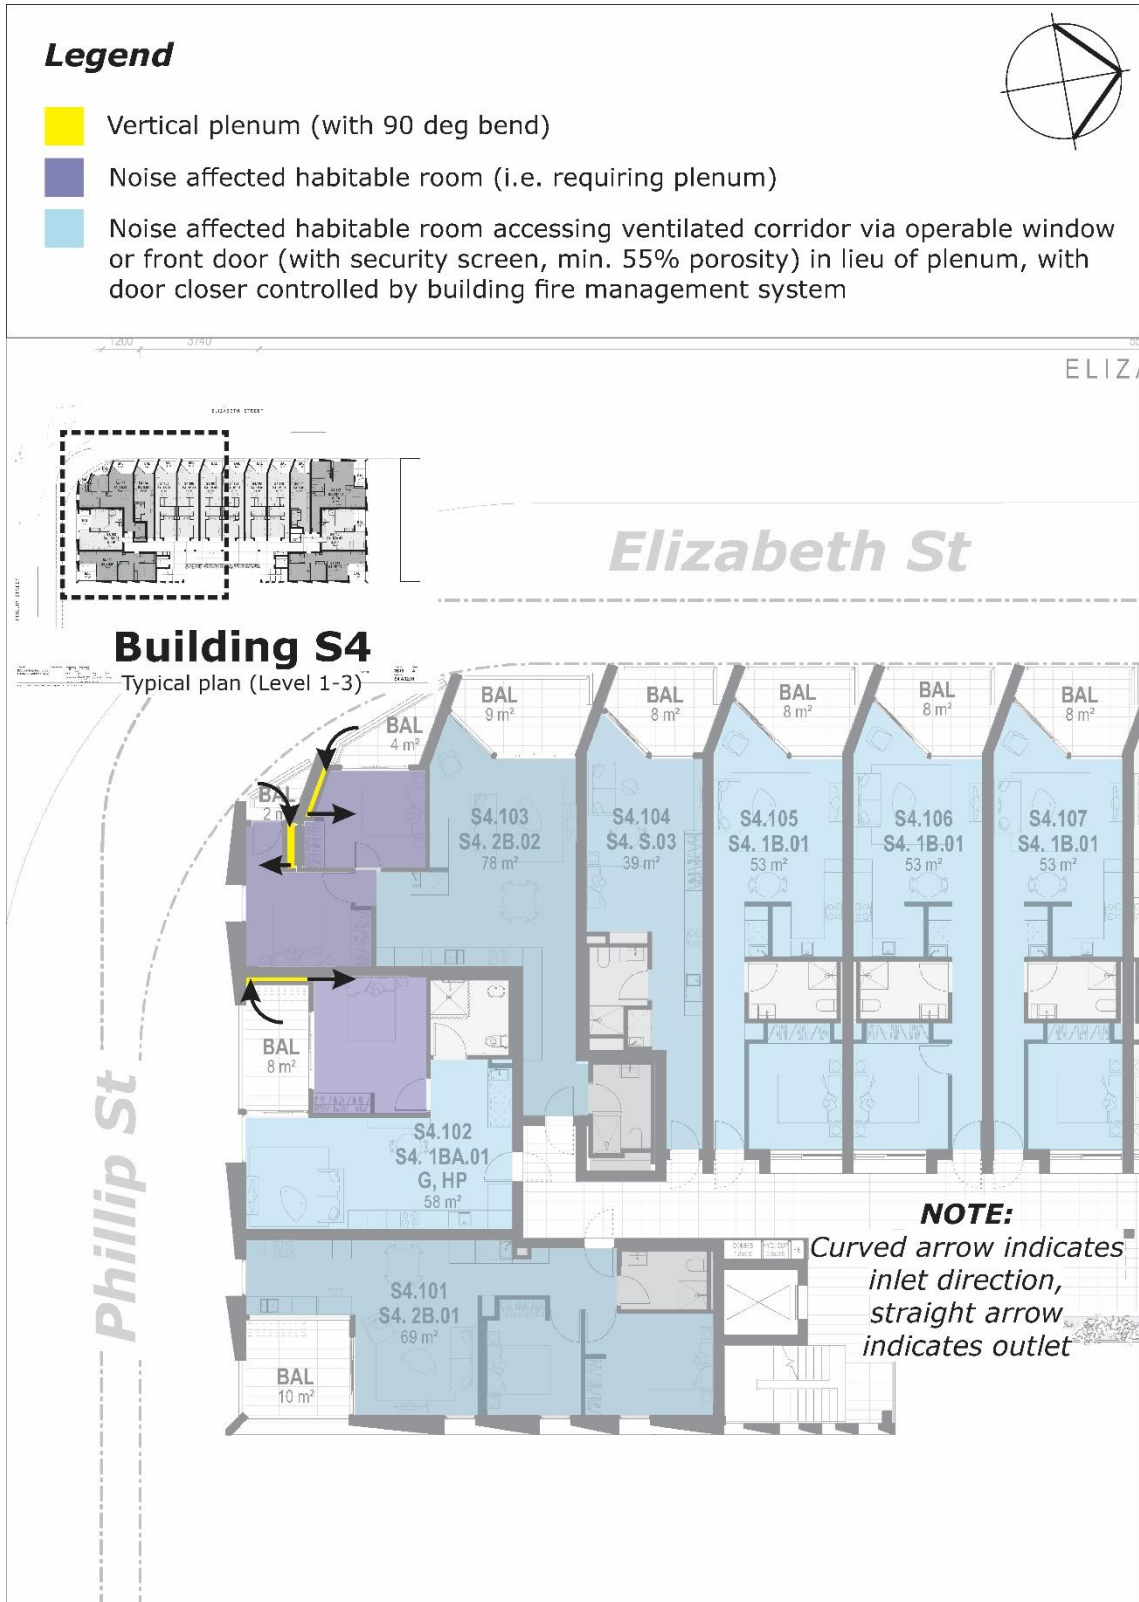 Legend
Vertical plenum (with 90 deg bend)
Noise affected habitable room (i.e. requiring plenum)
Noise affected habitable room accessing ventilated corridor via operable window
or front door (with security screen, min. 55% porosity) in lieu of plenum, with
door closer controlled by building fire management system
1200
3740
ELIZA
ELIZABETH STREET
PHILLIP STREET
Elizabeth St
Building S4
Typical plan (Level 1-3)
BAL
9 m²
BAL
8 m²
BAL
8 m²
BAL
8 m²
BAL
8 m²
BAL
4 m²
BAL
2 m
S4.103
S4. 2B.02
78 m²
S4.104
S4. S.03
39 m²
S4.105
S4. 1B.01
53 m²
S4.106
S4. 1B.01
53 m²
S4.107
S4. 1B.01
53 m²
BAL
8 m²
Phillip St
S4.102
S4. 1BA.01
G, HP
58 m²
S4.101
S4. 2B.01
69 m²
BAL
10 m²
NOTE:
Curved arrow indicates
inlet direction,
straight arrow
indicates outlet